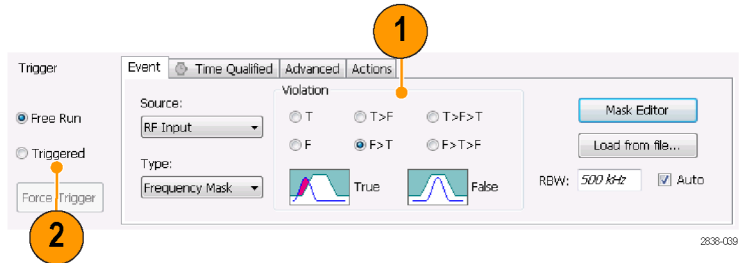 1
Trigger
Event Time Qualified Advanced Actions
Violation
Source:
T T>F T>F>T
Mask Editor
Free Run
RF Input
F F>T F>T>F
Load from file...
Triggered
Type:
Frequency Mask
True False
RBW: 500 kHz Auto
Force Trigger
2
2838-039